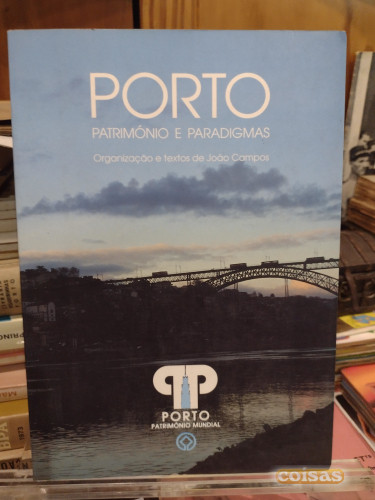 PORTO
PATRIMÓNIO E PARADIGMAS
Organização e textos de João Campos
PORTO
PATRIMÓNIO MUNDIAL
coisas